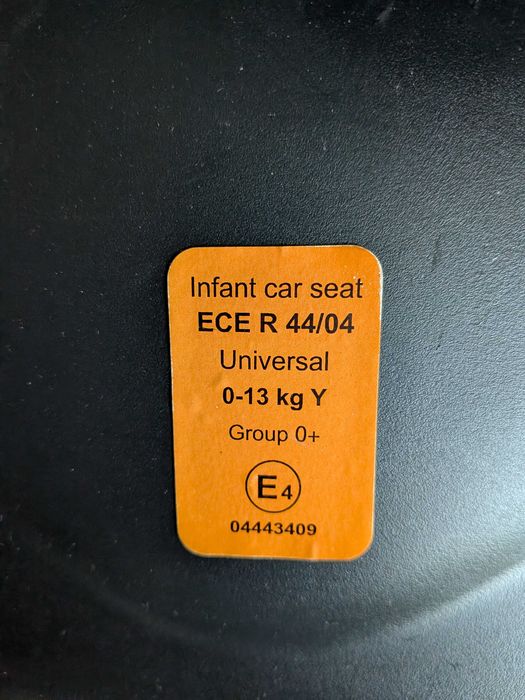 Infant car seat
ECE R 44/04
Universal
0-13 kg Y
Group 0+
E4
04443409